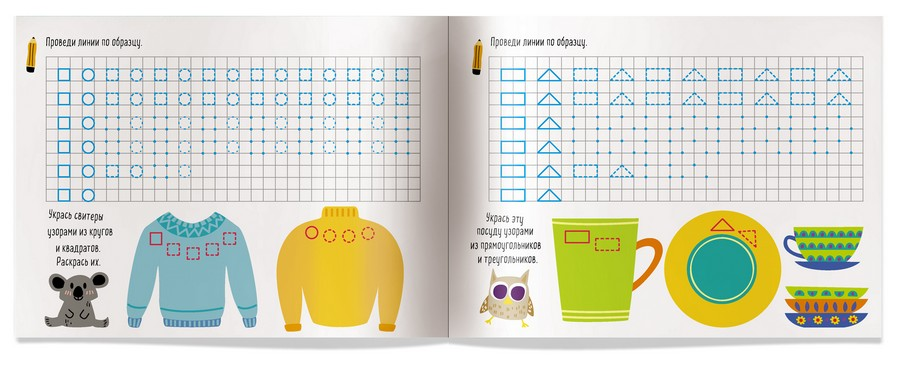 Проведи линии по образцу.
Укрась свитеры
узорами из кругов
и квадратов.
Раскрась их.
Проведи линии по образцу.
Укрась эту
посуду узорами
из прямоугольников
и треугольников.